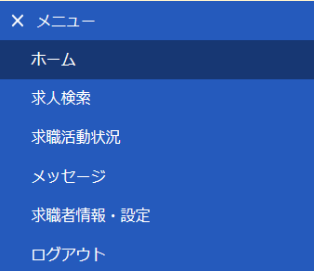 × メニュー
ホーム
求人検索
求職活動状況
メッセージ
求職者情報・設定
ログアウト